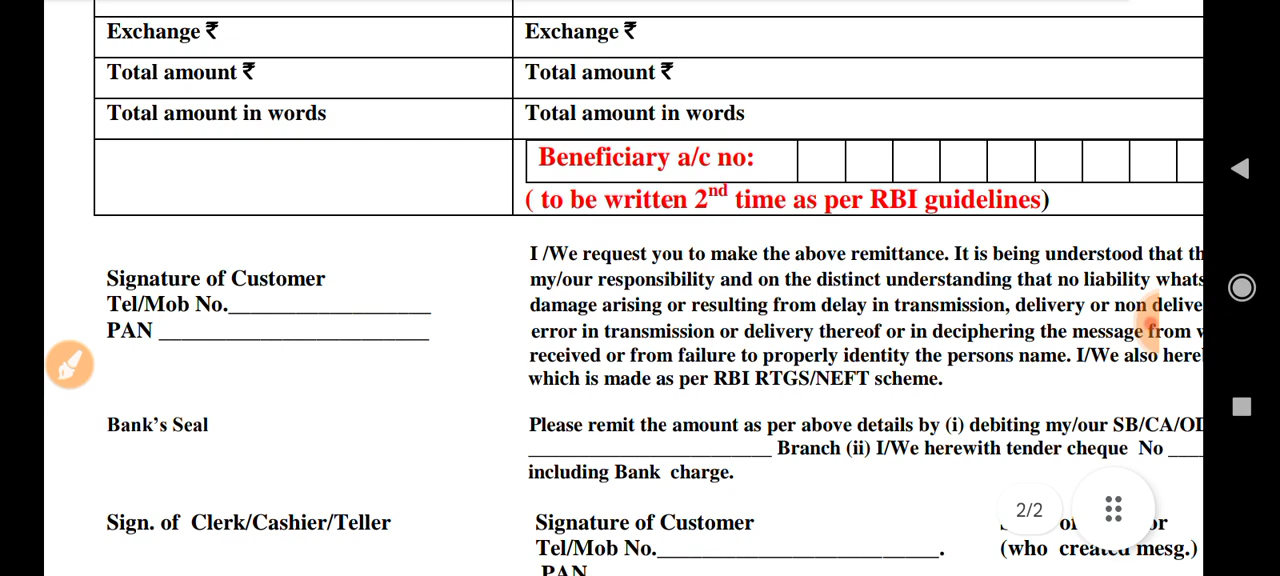 Exchange ₹
Exchange ₹
Total amount ₹
Total amount ₹
Total amount in words
Total amount in words
Beneficiary a/c no:
( to be written 2nd time as per RBI guidelines)
Signature of Customer
Tel/Mob No.____________________
PAN ___________________________
I /We request you to make the above remittance. It is being understood that th
my/our responsibility and on the distinct understanding that no liability whats
damage arising or resulting from delay in transmission, delivery or non delive
error in transmission or delivery thereof or in deciphering the message from
received or from failure to properly identity the persons name. I/We also here
which is made as per RBI RTGS/NEFT scheme.
Bank's Seal
Please remit the amount as per above details by (i) debiting my/our SB/CA/OD
________________________ Branch (ii) I/We herewith tender cheque No ____
including Bank charge.
Sign. of Clerk/Cashier/Teller
Signature of Customer
Tel/Mob No.____________________________.
PAN
2/2
(who created mesg.)